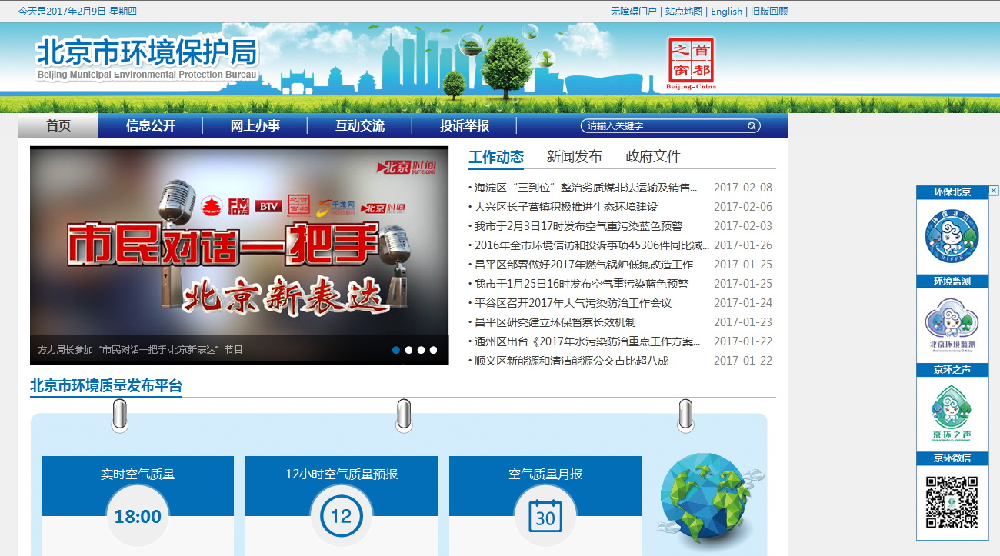 今天是2017年2月9日 星期四
无障碍门户 | 站点地图 | English | 旧版回顾
北京市环境保护局
Beijing Municipal Environmental Protection Bureau
首都之窗
Beijing-China
首页 信息公开 网上办事 互动交流 投诉举报 请输入关键字
北京时间
FM 107.3 BTV 首都之窗 千龙网 北京时间
市民对话一把手
北京新表达
方力局长参加“市民对话一把手·北京新表达”节目
工作动态 新闻发布 政府文件
• 海淀区“三到位”整治劣质煤非法运输及销售... 2017-02-08
• 大兴区长子营镇积极推进生态环境建设 2017-02-06
• 我市于2月3日17时发布空气重污染蓝色预警 2017-02-03
• 2016年全市环境信访和投诉事项45306件同比减... 2017-01-26
• 昌平区部署做好2017年燃气锅炉低氮改造工作 2017-01-25
• 我市于1月25日16时发布空气重污染蓝色预警 2017-01-25
• 平谷区召开2017年大气污染防治工作会议 2017-01-24
• 昌平区研究建立环保督察长效机制 2017-01-23
• 通州区出台《2017年水污染防治重点工作方案... 2017-01-22
• 顺义区新能源和清洁能源公交占比超八成 2017-01-22
北京市环境质量发布平台
实时空气质量
18:00
12小时空气质量预报
12
空气质量月报
30
环保北京
环保北京
BJEPB
环境监测
北京环境监测
京环之声
京环之声
京环微信